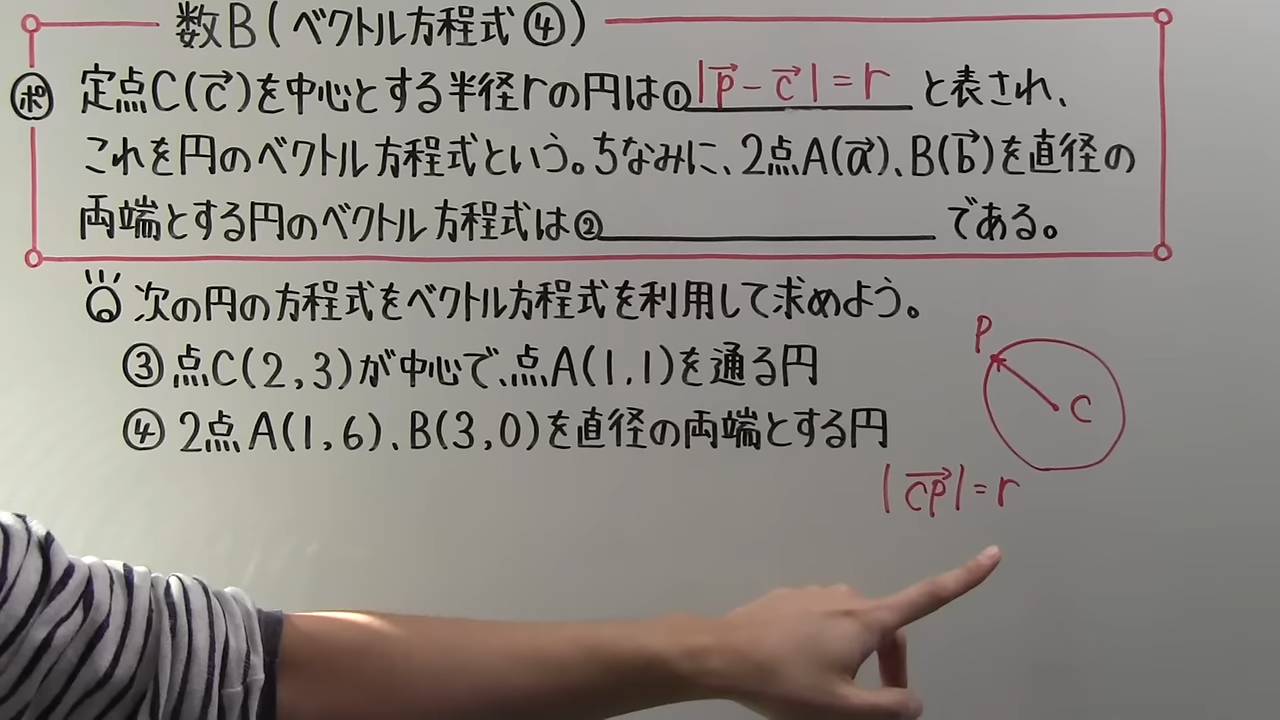 数B(ベクトル方程式④)
ポ 定点C(c→)を中心とする半径rの円は①|p→-c→|=r と表され、
これを円のベクトル方程式という。ちなみに、2点A(a→)、B(b→)を直径の
両端とする円のベクトル方程式は② である。
次の円の方程式をベクトル方程式を利用して求めよう。
③点C(2,3)が中心で、点A(1,1)を通る円
④ 2点A(1,6)、B(3,0)を直径の両端とする円
P
C
|CP→|=r